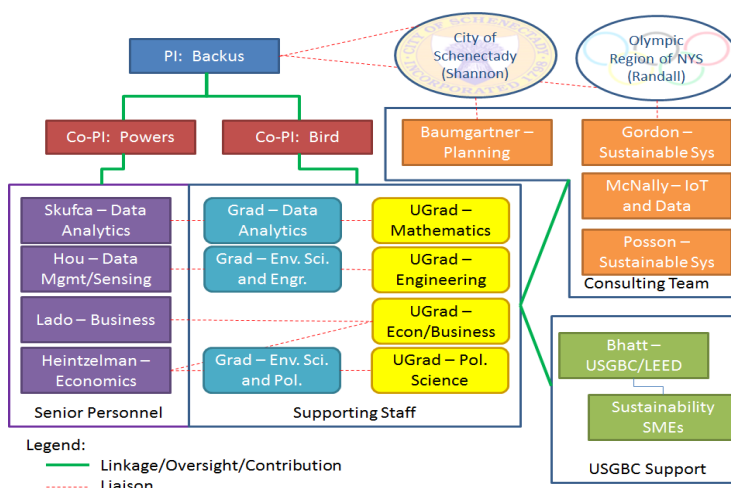 PI:  Backus
City of
Schenectady
(Shannon)
Olympic
Region of NYS
(Randall)
Co-PI:  Powers
Co-PI:  Bird
Baumgartner –
Planning
Gordon –
Sustainable Sys
McNally – IoT
and Data
Posson –
Sustainable Sys
Consulting Team
Skufca – Data
Analytics
Grad – Data
Analytics
UGrad –
Mathematics
Hou – Data
Mgmt/Sensing
Grad – Env. Sci.
and Engr.
UGrad –
Engineering
Lado – Business
UGrad –
Econ/Business
Heintzelman –
Economics
Grad – Env. Sci.
and Pol.
UGrad – Pol.
Science
Senior Personnel
Supporting Staff
Bhatt –
USGBC/LEED
Sustainability
SMEs
USGBC Support
Legend:
Linkage/Oversight/Contribution
Liaison